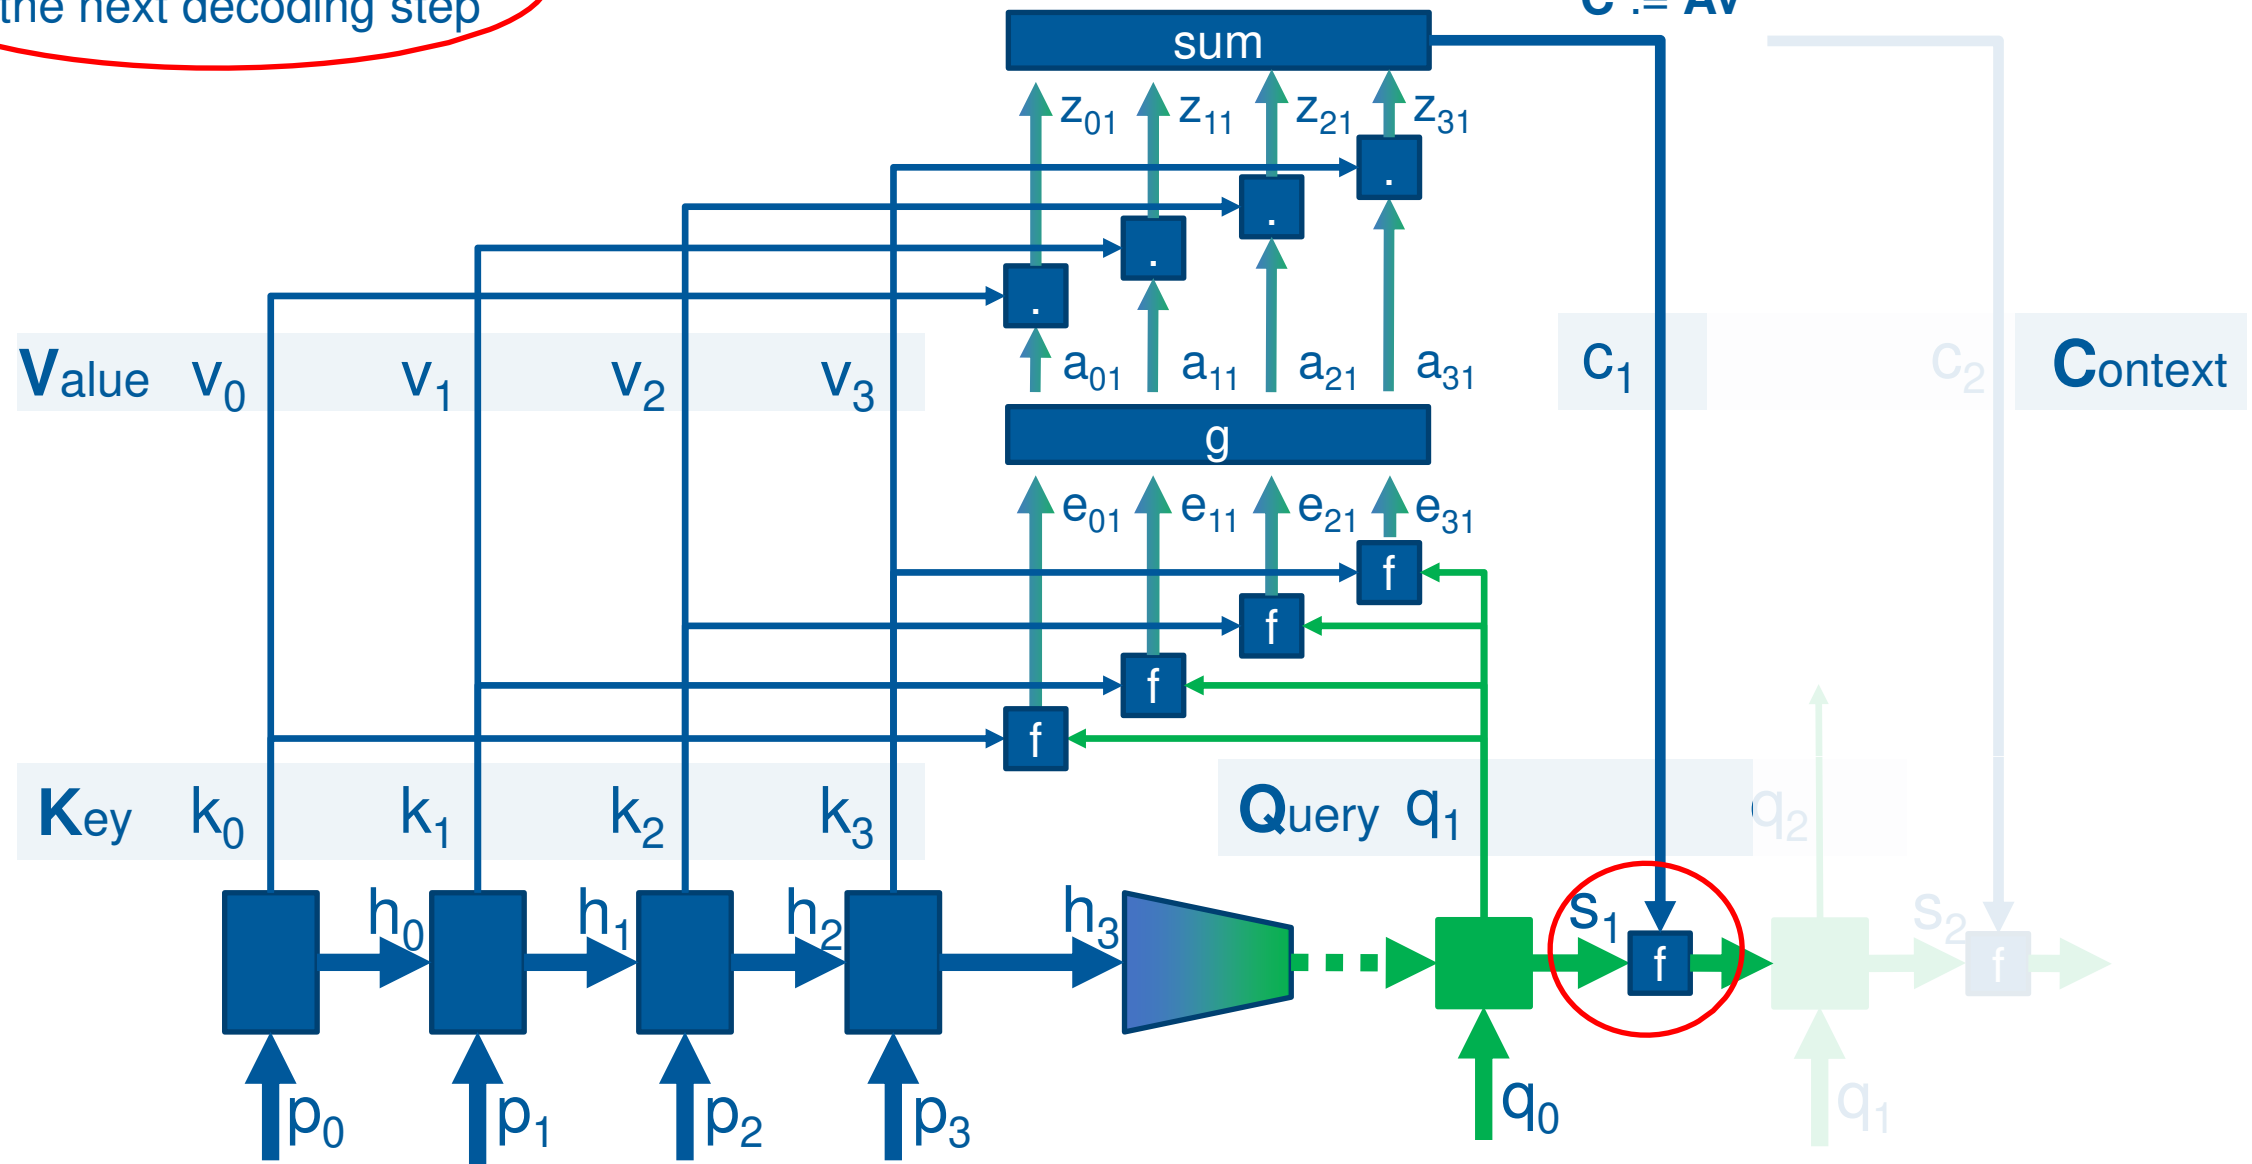 the next decoding step
C := AV
sum
z01 z11 z21 z31
.
.
.
.
Value v0 v1 v2 v3
a01 a11 a21 a31
c1 c2 Context
g
e01 e11 e21 e31
f
f
f
f
Key k0 k1 k2 k3
Query q1 q2
h0 h1 h2 h3
s1 s2
f f
p0 p1 p2 p3
q0 q1